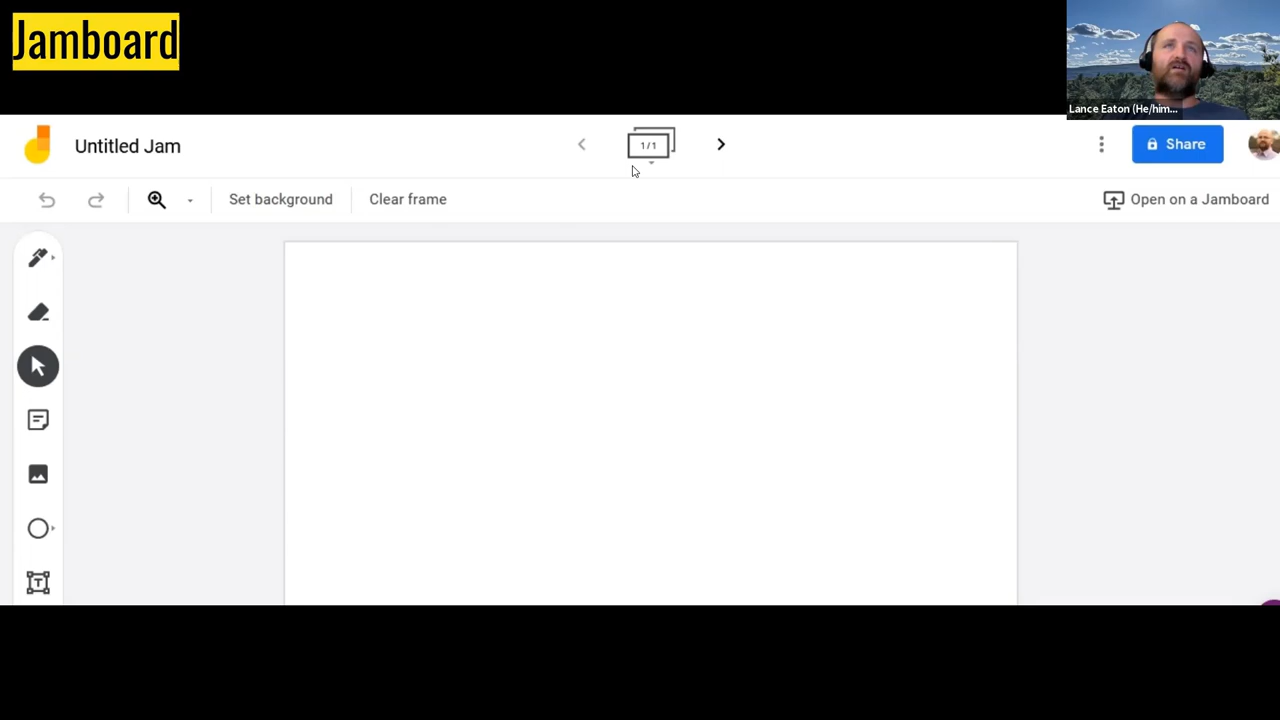 Jamboard
Lance Eaton (He/him...
Untitled Jam
1/1
Share
Set background
Clear frame
Open on a Jamboard
T